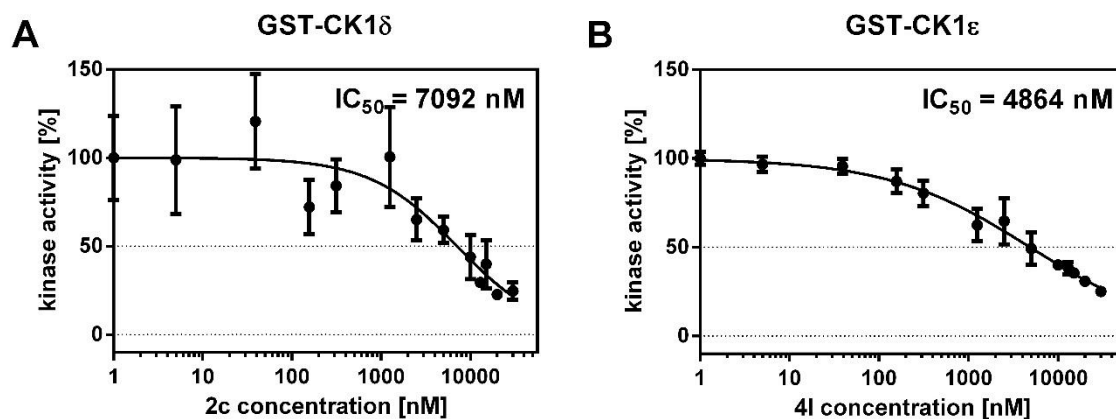 A
GST-CK1δ
IC50 = 7092 nM
kinase activity [%]
150
100
50
0
1
10
100
1000
10000
2c concentration [nM]
B
GST-CK1ε
IC50 = 4864 nM
kinase activity [%]
150
100
50
0
1
10
100
1000
10000
4l concentration [nM]